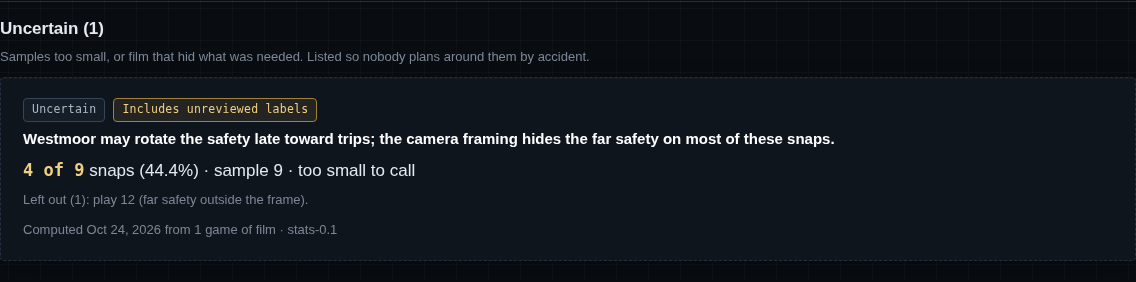 Uncertain (1)
Samples too small, or film that hid what was needed. Listed so nobody plans around them by accident.
Uncertain Includes unreviewed labels
Westmoor may rotate the safety late toward trips; the camera framing hides the far safety on most of these snaps.
4 of 9 snaps (44.4%) · sample 9 · too small to call
Left out (1): play 12 (far safety outside the frame).
Computed Oct 24, 2026 from 1 game of film · stats-0.1